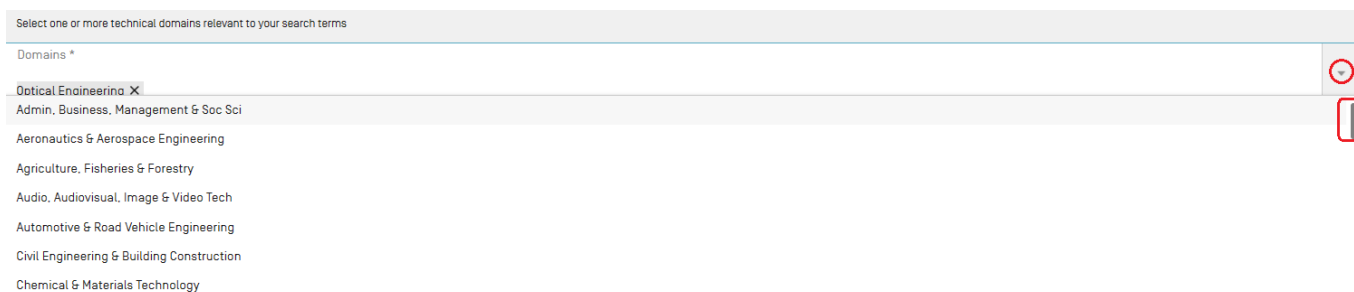 Select one or more technical domains relevant to your search terms
Domains *
Optical Engineering ✕
Admin, Business, Management & Soc Sci
Aeronautics & Aerospace Engineering
Agriculture, Fisheries & Forestry
Audio, Audiovisual, Image & Video Tech
Automotive & Road Vehicle Engineering
Civil Engineering & Building Construction
Chemical & Materials Technology